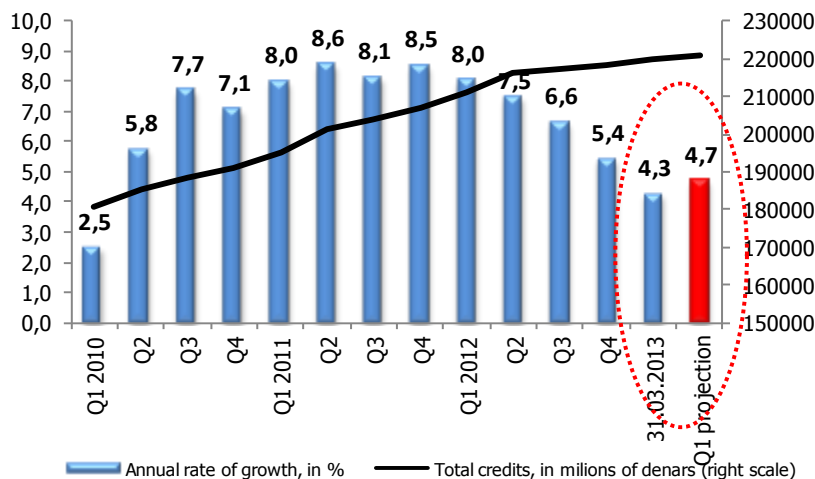 10,0
9,0
8,0
7,0
6,0
5,0
4,0
3,0
2,0
1,0
0,0
230000
220000
210000
200000
190000
180000
170000
160000
150000
2,5
5,8
7,7
7,1
8,0
8,6
8,1
8,5
8,0
7,5
6,6
5,4
4,3
4,7
Q1 2010
Q2
Q3
Q4
Q1 2011
Q2
Q3
Q4
Q1 2012
Q2
Q3
Q4
31.03.2013
Q1 projection
Annual rate of growth, in %
Total credits, in milions of denars (right scale)